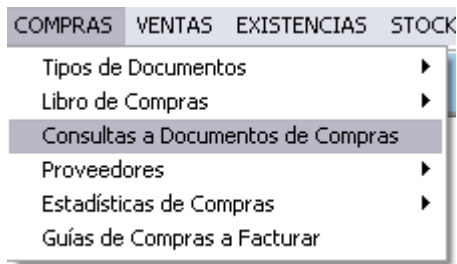 COMPRAS VENTAS EXISTENCIAS STOCK
Tipos de Documentos
Libro de Compras
Consultas a Documentos de Compras
Proveedores
Estadísticas de Compras
Guías de Compras a Facturar